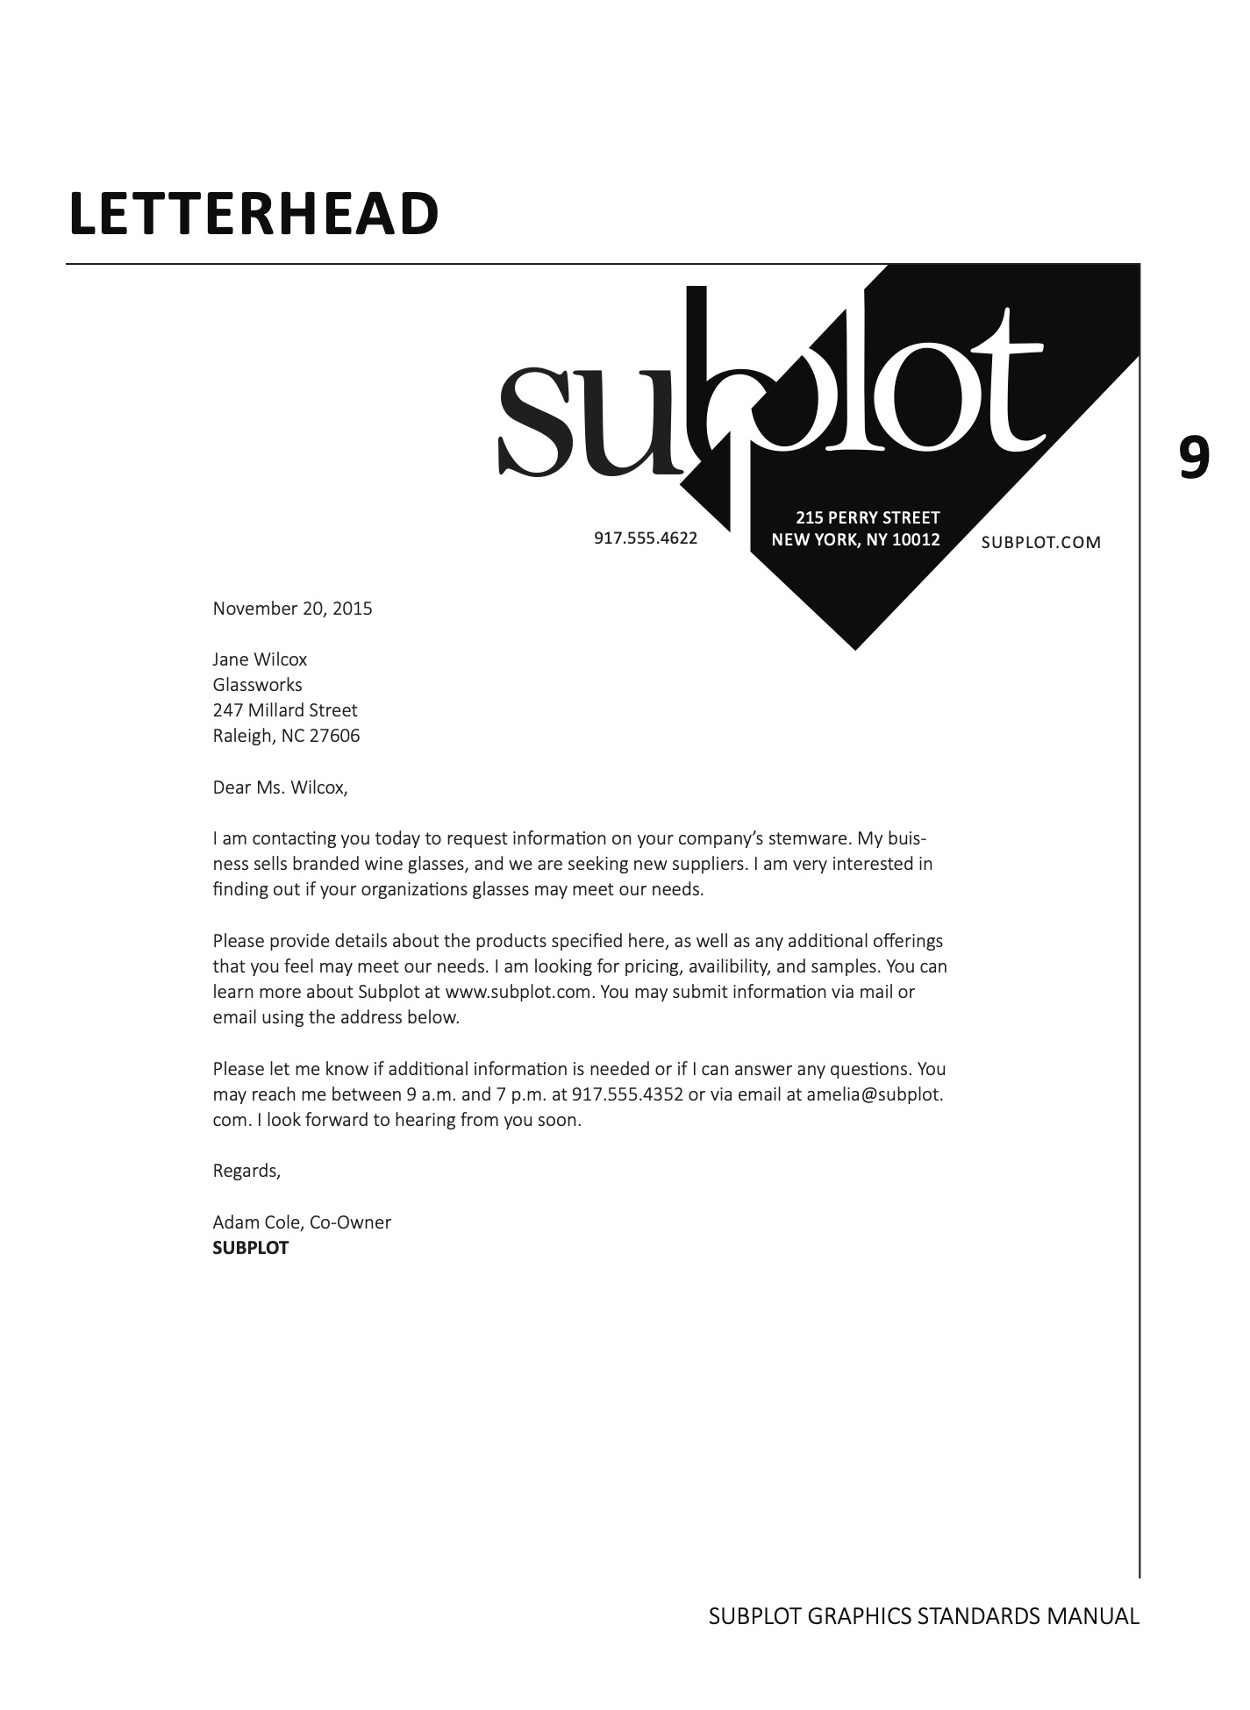 LETTERHEAD
subplot
9
917.555.4622
215 PERRY STREET
NEW YORK, NY 10012
SUBPLOT.COM
November 20, 2015
Jane Wilcox
Glassworks
247 Millard Street
Raleigh, NC 27606
Dear Ms. Wilcox,
I am contacting you today to request information on your company’s stemware. My buis-
ness sells branded wine glasses, and we are seeking new suppliers. I am very interested in
finding out if your organizations glasses may meet our needs.
Please provide details about the products specified here, as well as any additional offerings
that you feel may meet our needs. I am looking for pricing, availibility, and samples. You can
learn more about Subplot at www.subplot.com. You may submit information via mail or
email using the address below.
Please let me know if additional information is needed or if I can answer any questions. You
may reach me between 9 a.m. and 7 p.m. at 917.555.4352 or via email at amelia@subplot.
com. I look forward to hearing from you soon.
Regards,
Adam Cole, Co-Owner
SUBPLOT
SUBPLOT GRAPHICS STANDARDS MANUAL